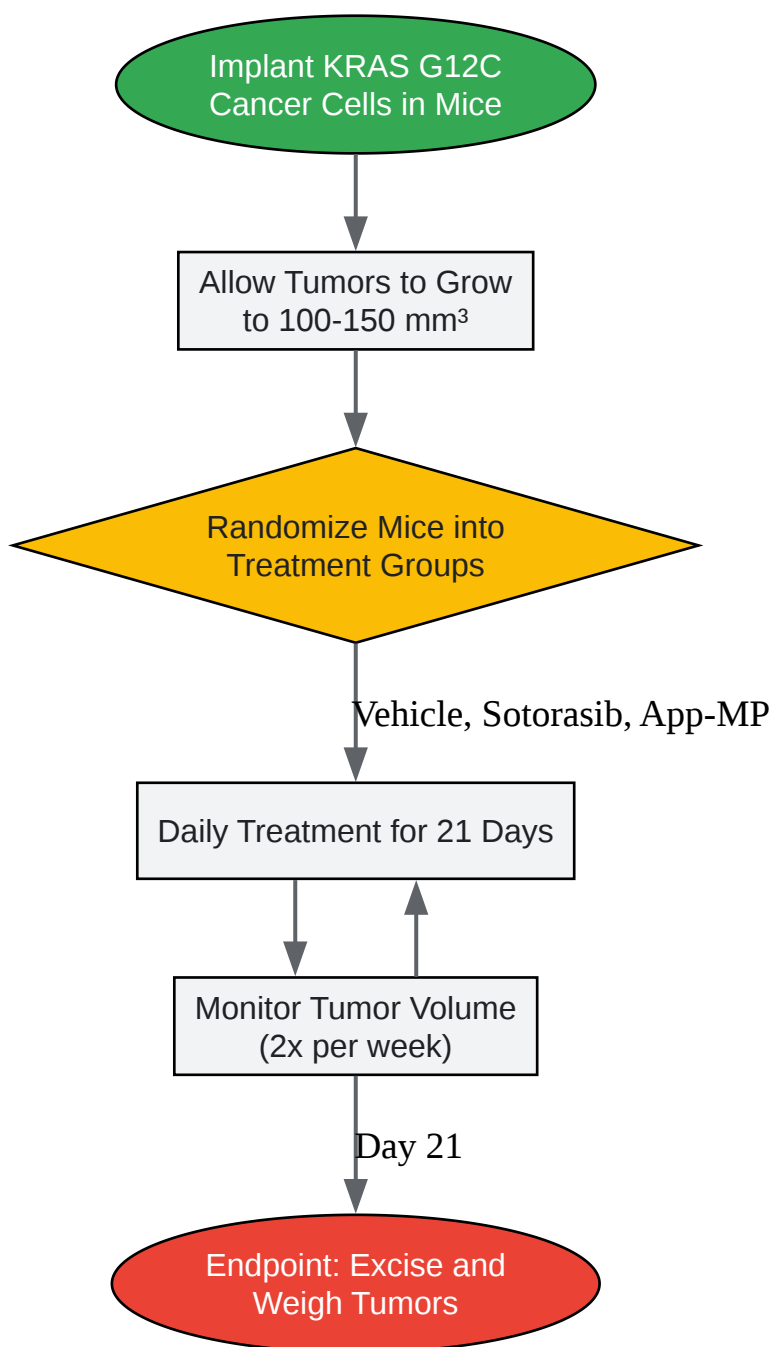 Implant KRAS G12C
Cancer Cells in Mice
Allow Tumors to Grow
to 100-150 mm³
Randomize Mice into
Treatment Groups
Vehicle, Sotorasib, App-MP
Daily Treatment for 21 Days
Monitor Tumor Volume
(2x per week)
Day 21
Endpoint: Excise and
Weigh Tumors